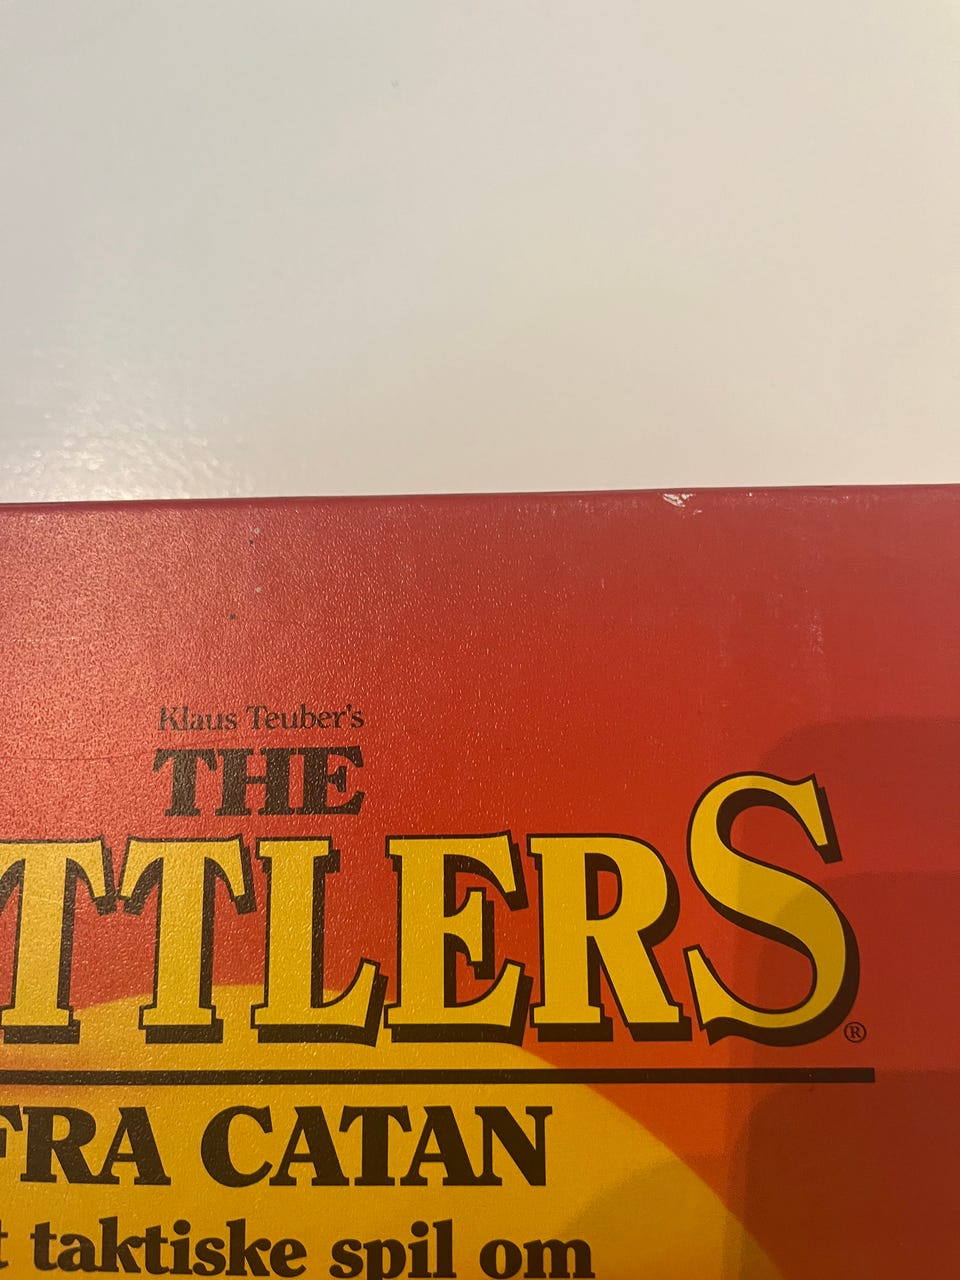 Klaus Teuber's
THE
TTLERS®
FRA CATAN
t taktiske spil om